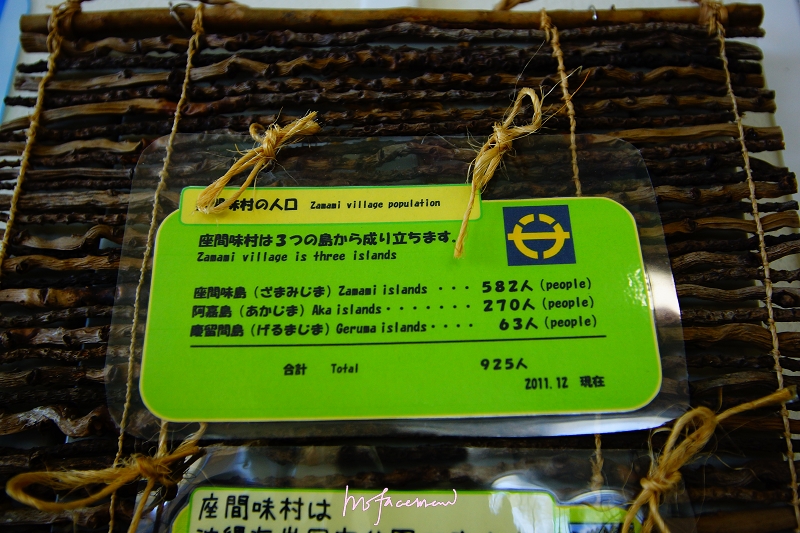 味村の人口 Zamami village population
座間味村は３つの島から成り立ちます.
Zamami village is three islands
座間味島（ざまみじま）Zamami islands ・・・ 582人（people）
阿嘉島（あかじま）Aka islands・・・・・・・・ 270人（people）
慶留間島（げるまじま）Geruma islands・・・・・ 63人（people）
合計 Total 925人
2011.12 現在
座間味村は